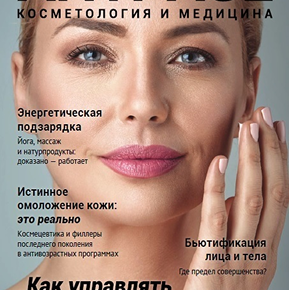 КОСМЕТОЛОГИЯ И МЕДИЦИНА
Энергетическая
подзарядка
Йога, массаж
и натурпродукты:
доказано — работает
Истинное
омоложение кожи:
это реально
Космецевтика и филлеры
последнего поколения
в антивозрастных программах
Бьютификация
лица и тела
Где предел совершенства?
Как управлять